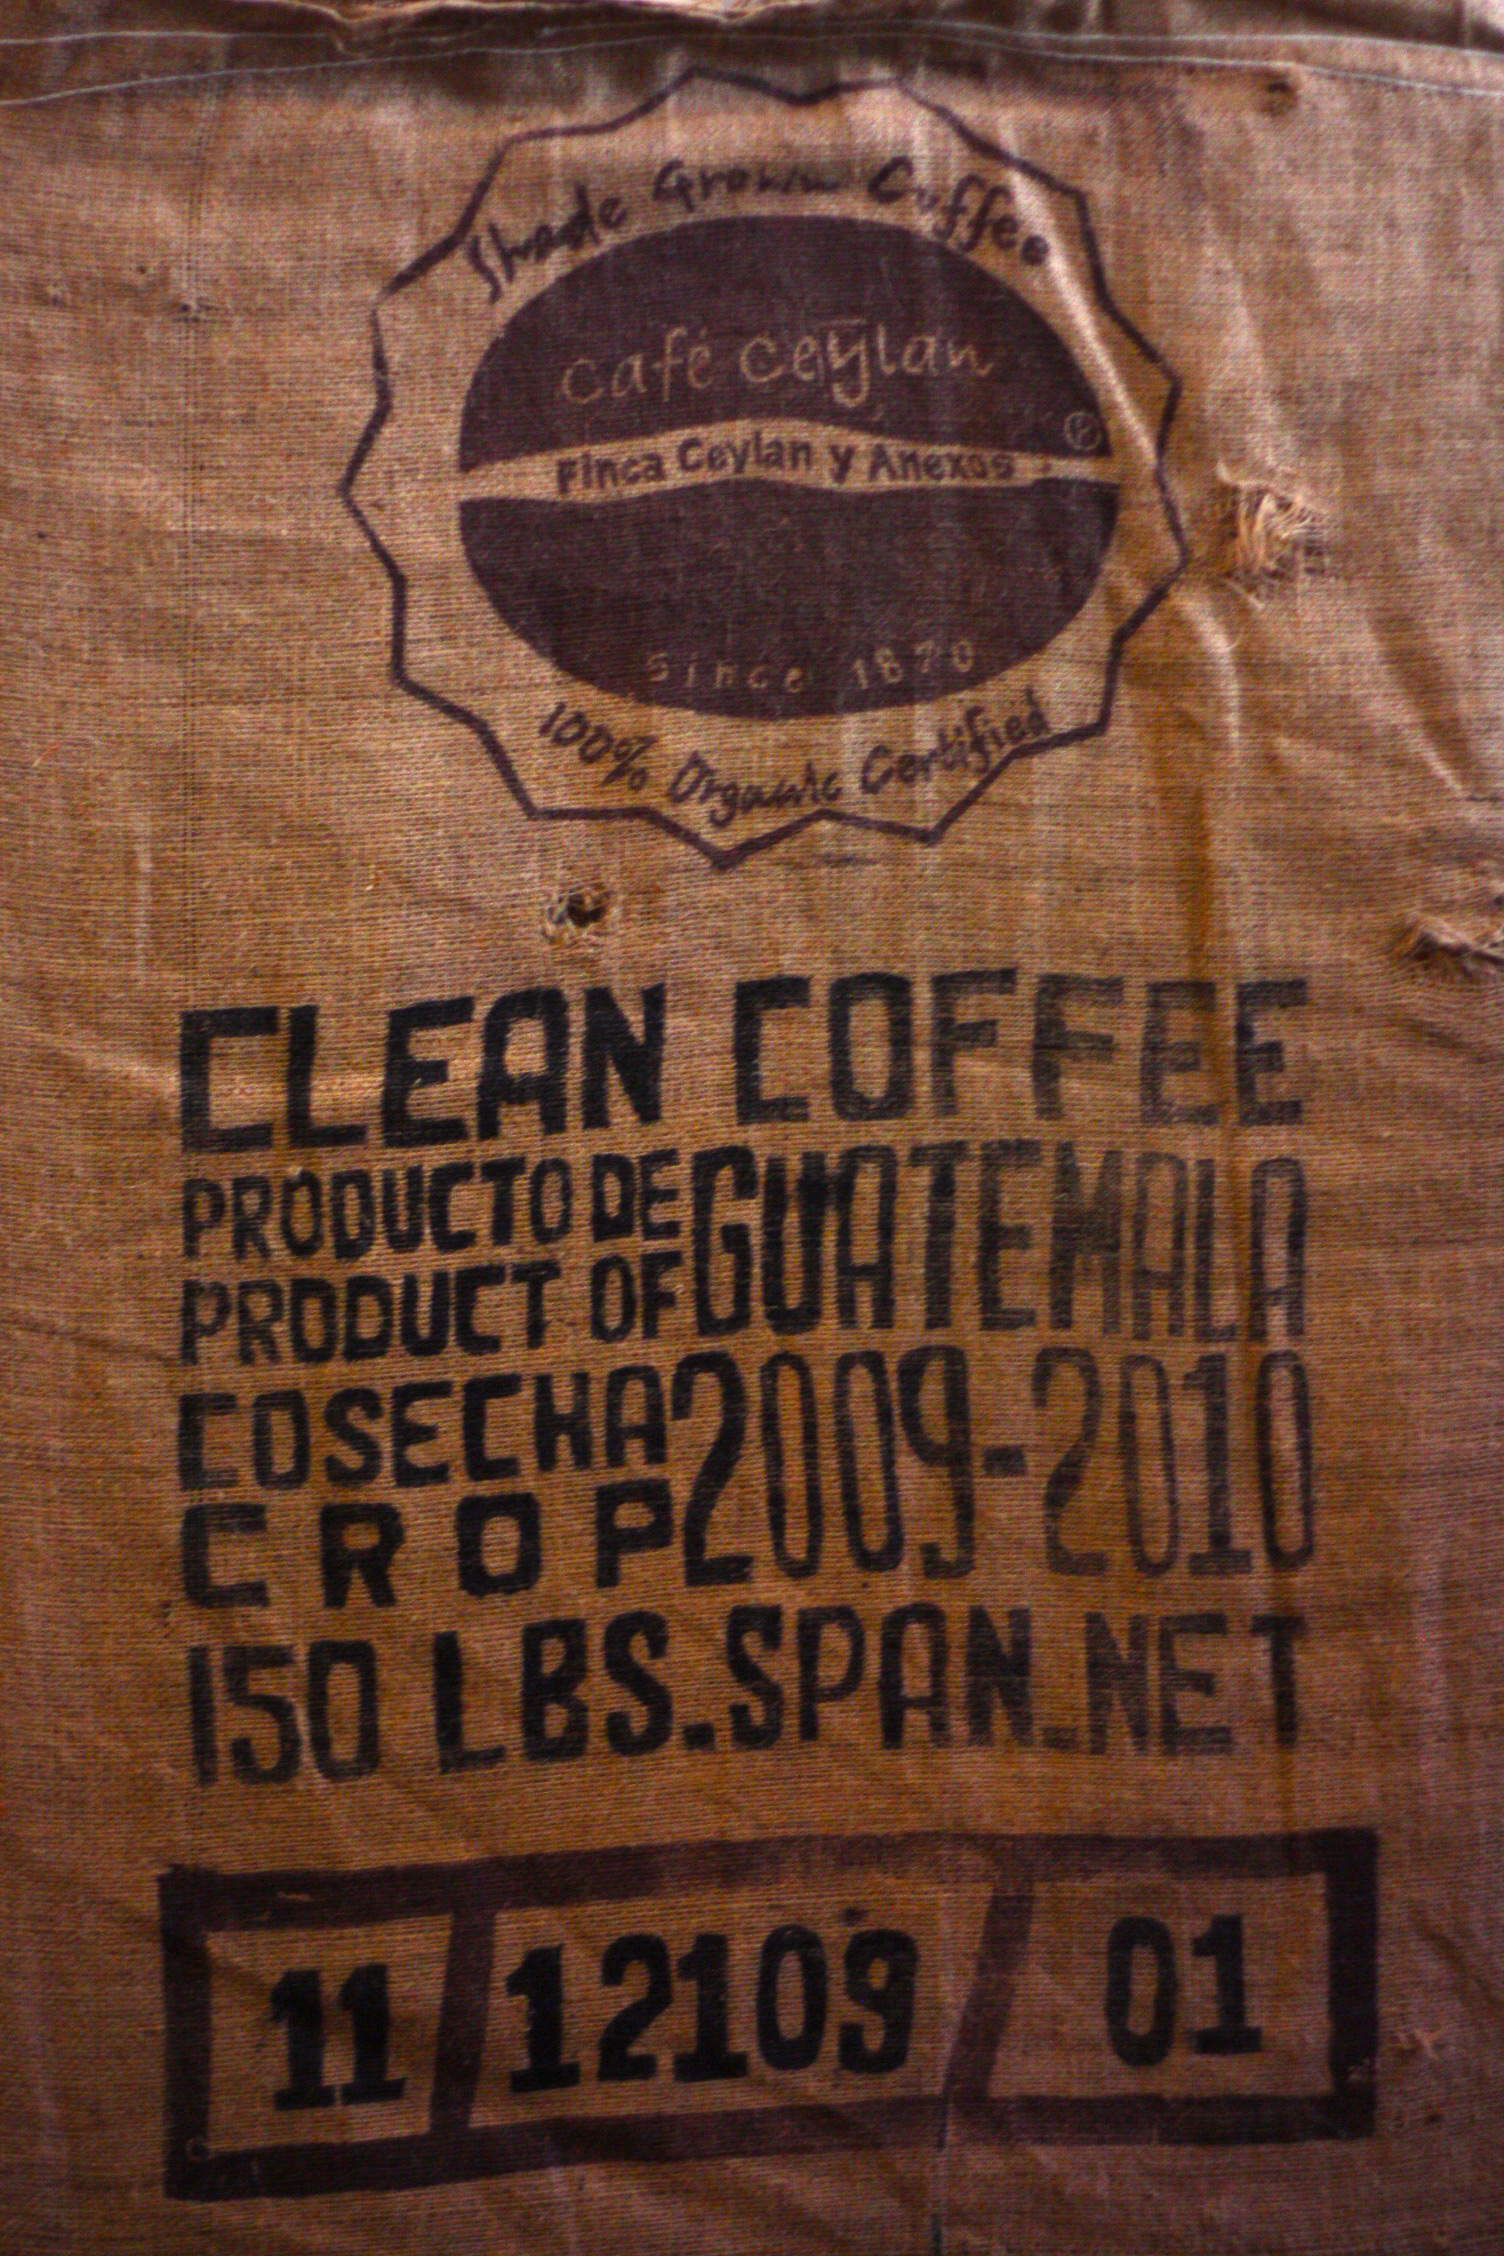 Shade Grown Coffee
café ceylan
®
Finca Ceylan y Anexos
Since 1870
100% Organic Certified
CLEAN COFFEE
PRODUCTO DE
PRODUCT OF GUATEMALA
COSECHA
CROP 2009-2010
150 LBS.SPAN.NET
11 12109 01